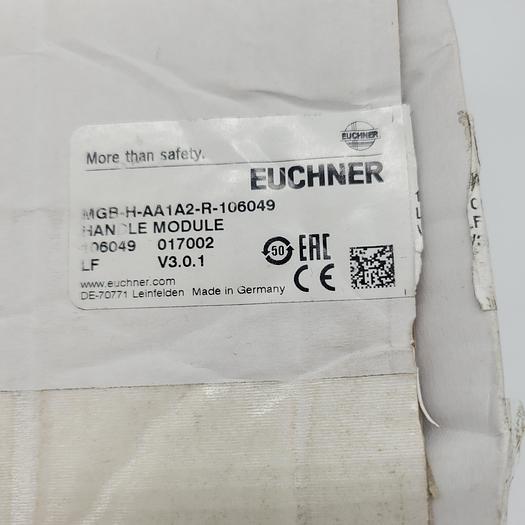 EUCHNER
More than safety.
EUCHNER
MGB-H-AA1A2-R-106049
HANDLE MODULE
106049 017002
LF V3.0.1
50 EAC
CE
www.euchner.com
DE-70771 Leinfelden Made in Germany